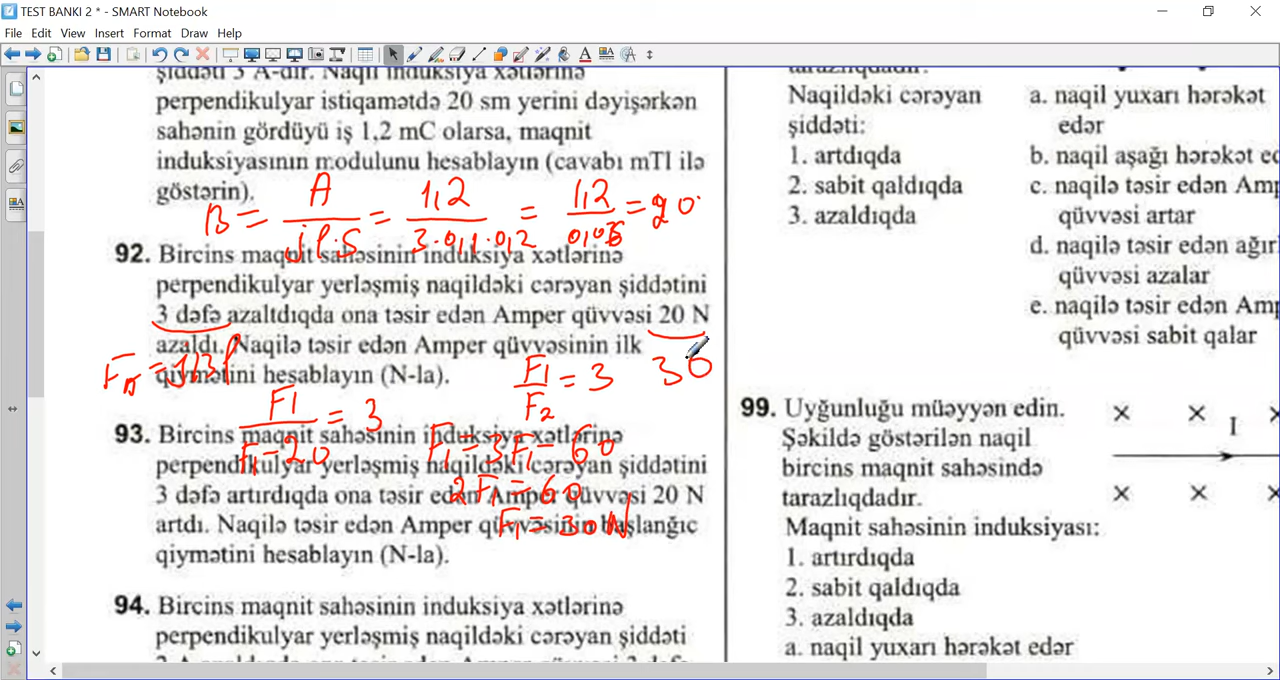 TEST BANKI 2 * - SMART Notebook
File Edit View Insert Format Draw Help
şiddəti 3 A-dir. Naqil induksiya xətlərinə
perpendikulyar istiqamətdə 20 sm yerini dəyişərkən
sahənin gördüyü iş 1,2 mC olarsa, maqnit
induksiyasının modulunu hesablayın (cavabı mTl ilə
göstərin).
B = A / J·l·S = 1,2 / 3·0,1·0,2 = 1,2 / 0,06 = 20
92. Bircins maqnit sahəsinin induksiya xətlərinə
perpendikulyar yerləşmiş naqildəki cərəyan şiddətini
3 dəfə azaltdıqda ona təsir edən Amper qüvvəsi 20 N
azaldı. Naqilə təsir edən Amper qüvvəsinin ilk
qiymətini hesablayın (N-la).
F1 / F2 = 3
30
F1 / F1 - 20 = 3
F1 = 3F1 - 60
2F1 = 60
F1 = 30N
93. Bircins maqnit sahəsinin induksiya xətlərinə
perpendikulyar yerləşmiş naqildəki cərəyan şiddətini
3 dəfə artırdıqda ona təsir edən Amper qüvvəsi 20 N
artdı. Naqilə təsir edən Amper qüvvəsinin başlanğıc
qiymətini hesablayın (N-la).
94. Bircins maqnit sahəsinin induksiya xətlərinə
perpendikulyar yerləşmiş naqildəki cərəyan şiddəti
tarazlıqdadır.
Naqildəki cərəyan
şiddəti:
1. artdıqda
2. sabit qaldıqda
3. azaldıqda
a. naqil yuxarı hərəkət
edər
b. naqil aşağı hərəkət
c. naqilə təsir edən
qüvvəsi artar
d. naqilə təsir edən
qüvvəsi azalar
e. naqilə təsir edən
qüvvəsi sabit qalar
99. Uyğunluğu müəyyən edin.
Şəkildə göstərilən naqil
bircins maqnit sahəsində
tarazlıqdadır.
Maqnit sahəsinin induksiyası:
1. artırdıqda
2. sabit qaldıqda
3. azaldıqda
a. naqil yuxarı hərəkət edər
I